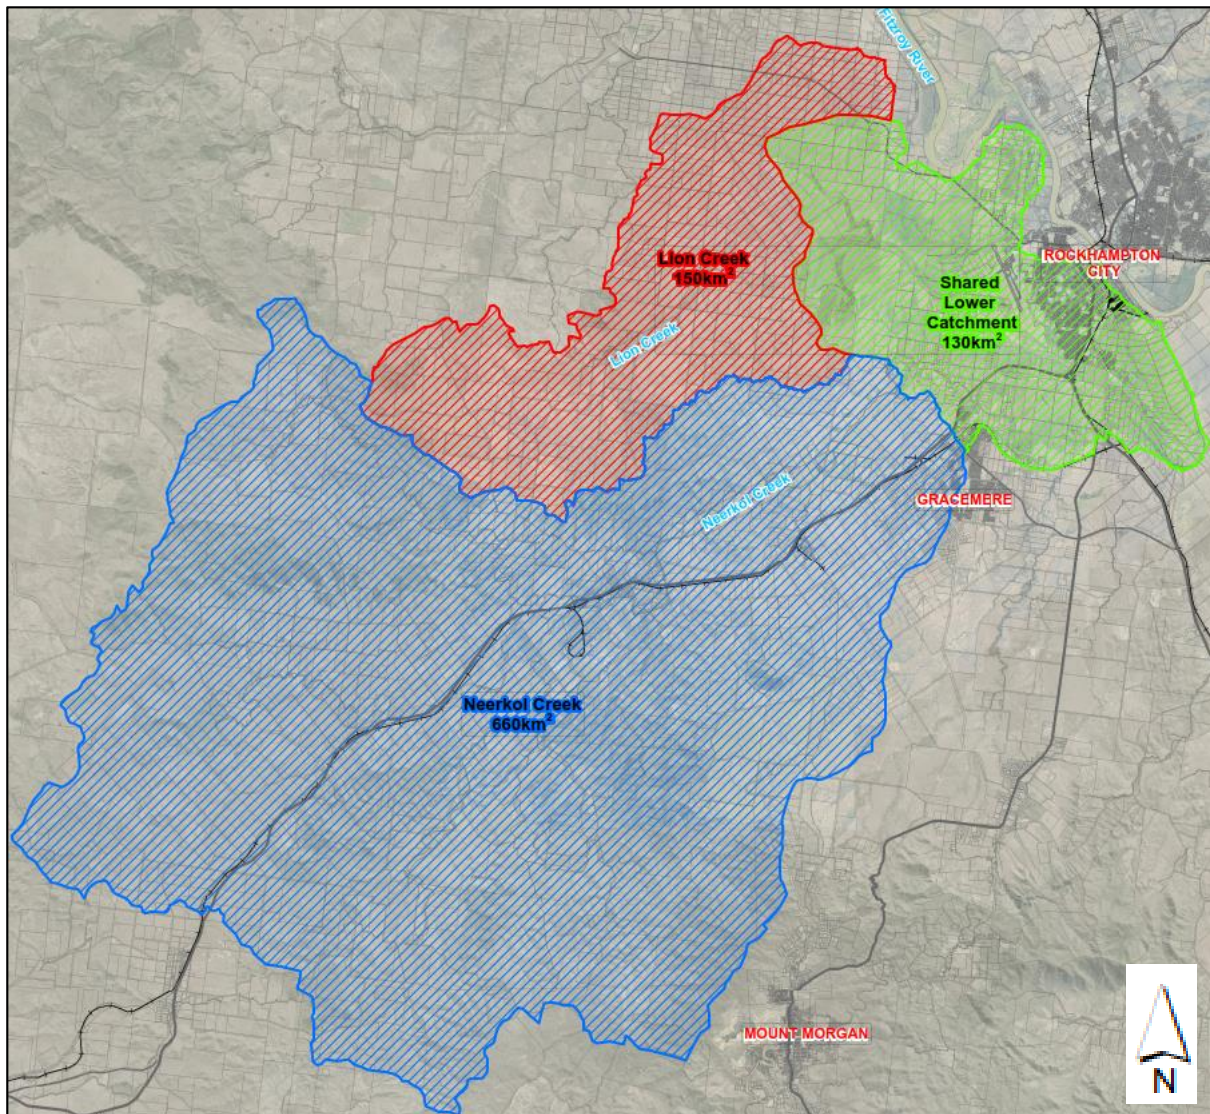 Fitzroy River
Lion Creek
150km²
ROCKHAMPTON
CITY
Shared
Lower
Catchment
130km²
Lion Creek
Neerkol Creek
GRACEMERE
Neerkol Creek
660km²
MOUNT MORGAN
N